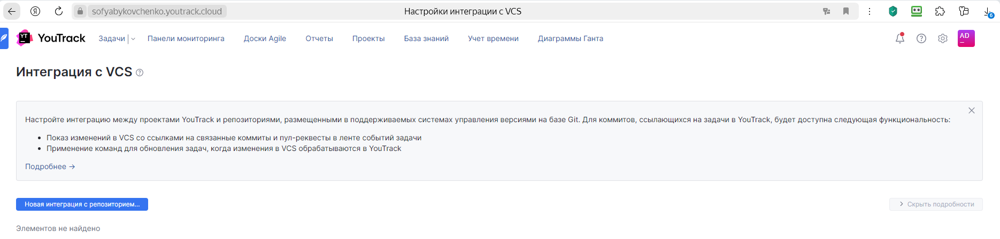 Я sofyabykovchenko.youtrack.cloud Настройки интеграции с VCS 6
YT YouTrack Задачи Панели мониторинга Доски Agile Отчеты Проекты База знаний Учет времени Диаграммы Ганта AD
Интеграция с VCS
Настройте интеграцию между проектами YouTrack и репозиториями, размещенными в поддерживаемых системах управления версиями на базе Git. Для коммитов, ссылающихся на задачи в YouTrack, будет доступна следующая функциональность:
• Показ изменений в VCS со ссылками на связанные коммиты и пул-реквесты в ленте событий задачи
• Применение команд для обновления задач, когда изменения в VCS обрабатываются в YouTrack
Подробнее →
Новая интеграция с репозиторием... Скрыть подробности
Элементов не найдено